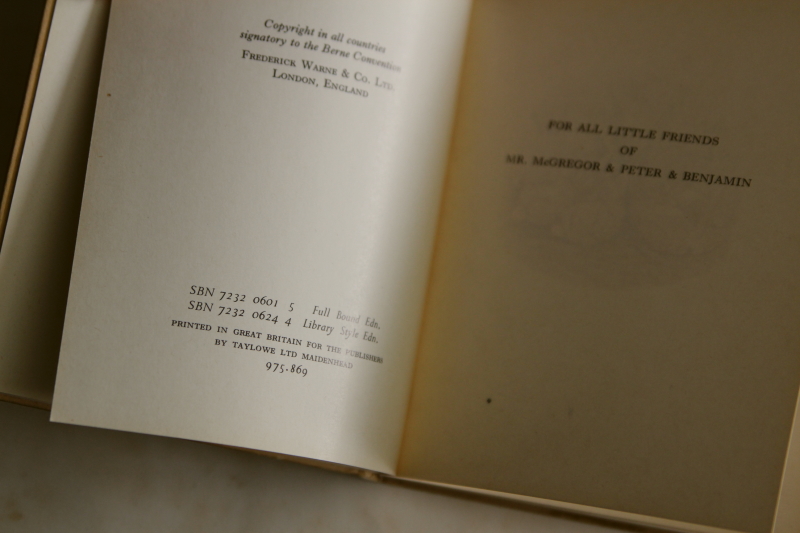 Copyright in all countries
signatory to the Berne Convention
FREDERICK WARNE & CO. LTD.
LONDON, ENGLAND
SBN 7232 0601 5 Full Bound Edn.
SBN 7232 0624 4 Library Style Edn.
PRINTED IN GREAT BRITAIN FOR THE PUBLISHERS
BY TAYLOWE LTD MAIDENHEAD
975.869
FOR ALL LITTLE FRIENDS
OF
MR. McGREGOR & PETER & BENJAMIN